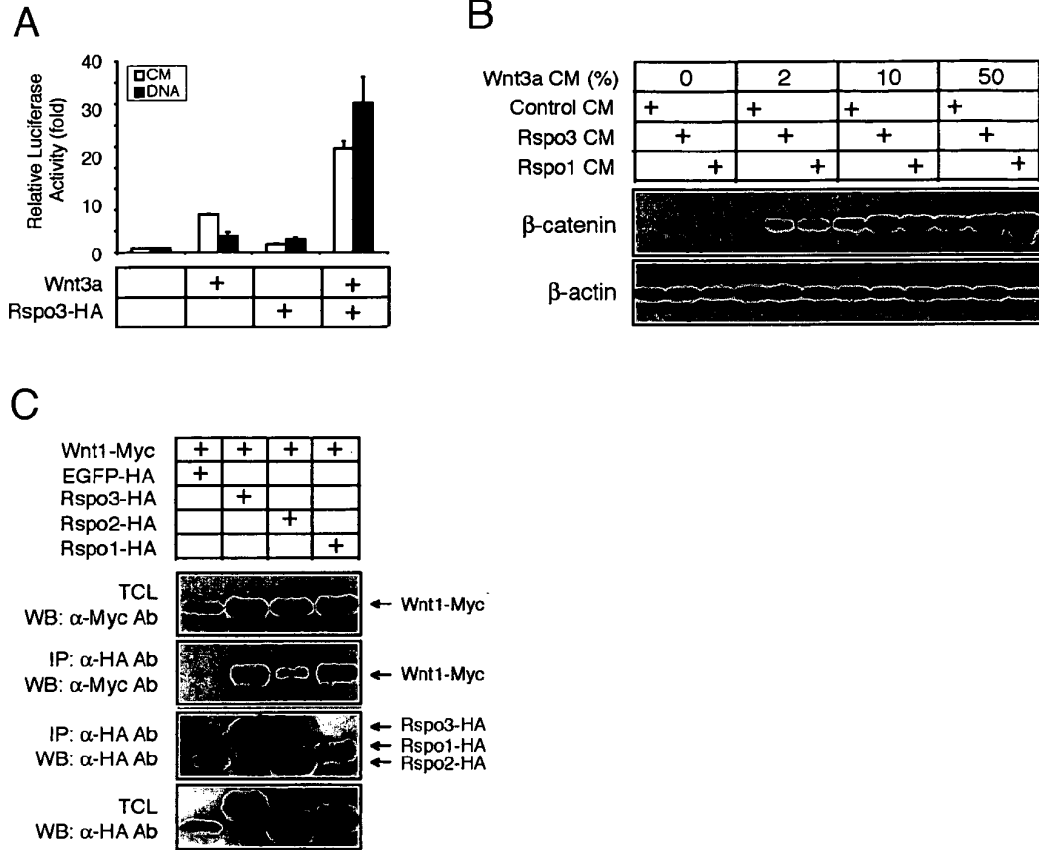 A
Relative Luciferase
Activity (fold)
40
30
20
10
0
CM
DNA
Wnt3a + +
Rspo3-HA + +
B
Wnt3a CM (%) 0 2 10 50
Control CM + + + +
Rspo3 CM + + + +
Rspo1 CM + + + +
β-catenin
β-actin
C
Wnt1-Myc + + + +
EGFP-HA +
Rspo3-HA +
Rspo2-HA +
Rspo1-HA +
TCL
WB: α-Myc Ab
← Wnt1-Myc
IP: α-HA Ab
WB: α-Myc Ab
← Wnt1-Myc
IP: α-HA Ab
WB: α-HA Ab
← Rspo3-HA
← Rspo1-HA
← Rspo2-HA
TCL
WB: α-HA Ab